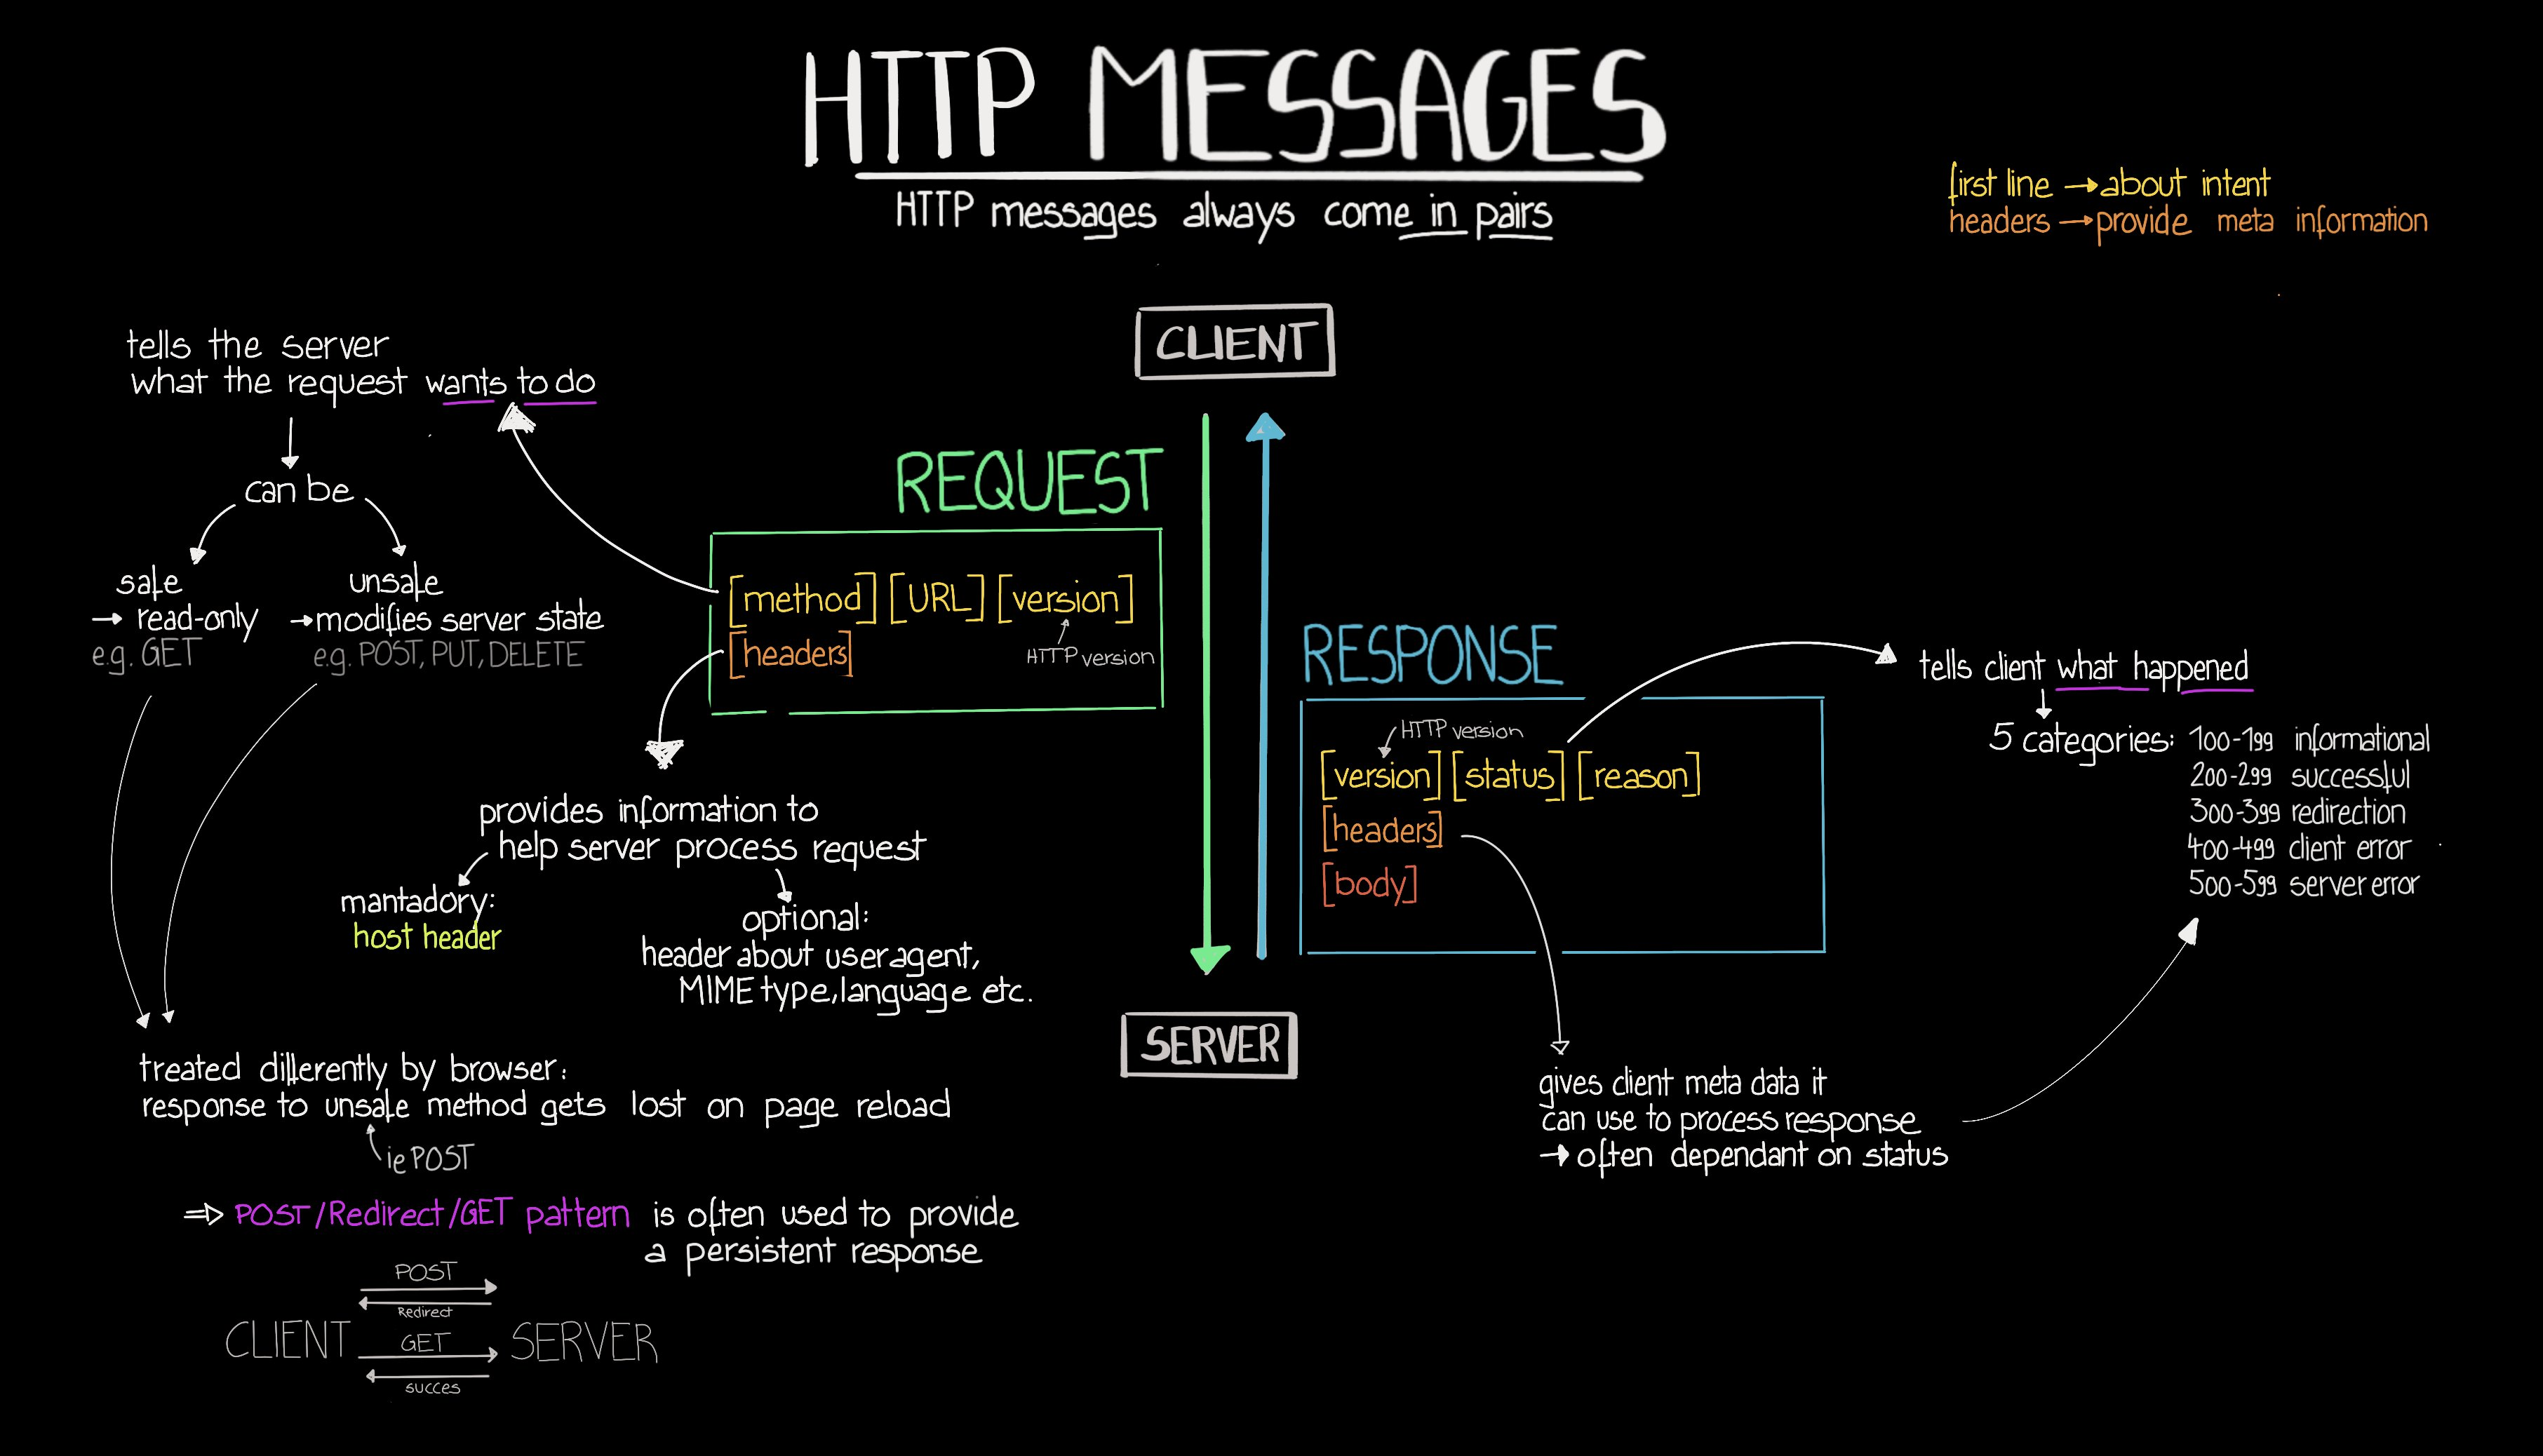 HTTP MESSAGES
HTTP messages always come in pairs
first line → about intent
headers → provide meta information
CLIENT
tells the server
what the request wants to do
can be
safe
→ read-only
e.g. GET
unsafe
→ modifies server state
e.g. POST, PUT, DELETE
REQUEST
[method] [URL] [version]
[headers]
HTTP version
provides information to
help server process request
mantadory:
host header
optional:
header about useragent,
MIME type, language etc.
treated differently by browser:
response to unsafe method gets lost on page reload
ie POST
⇒ POST/Redirect/GET pattern is often used to provide
a persistent response
POST
Redirect
CLIENT
GET
SERVER
succes
RESPONSE
HTTP version
[version] [status] [reason]
[headers]
[body]
SERVER
tells client what happened
5 categories: 100-199 informational
200-299 successful
300-399 redirection
400-499 client error
500-599 server error
gives client meta data it
can use to process response
→ often dependant on status